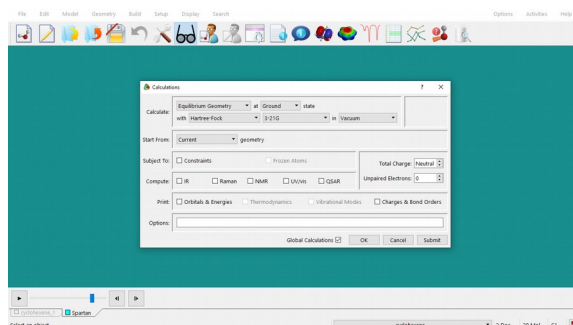 File Edit Model Geometry Build Setup Display Search Options Activities Help
Calculations ? ×
Calculate: Equilibrium Geometry at Ground state
with Hartree-Fock 3-21G in Vacuum
Start From: Current geometry
Subject To: Constraints Frozen Atoms Total Charge: Neutral
Compute: IR Raman NMR UV/vis QSAR Unpaired Electrons: 0
Print: Orbitals & Energies Thermodynamics Vibrational Modes Charges & Bond Orders
Options:
Global Calculations OK Cancel Submit
Spartan
Select an object